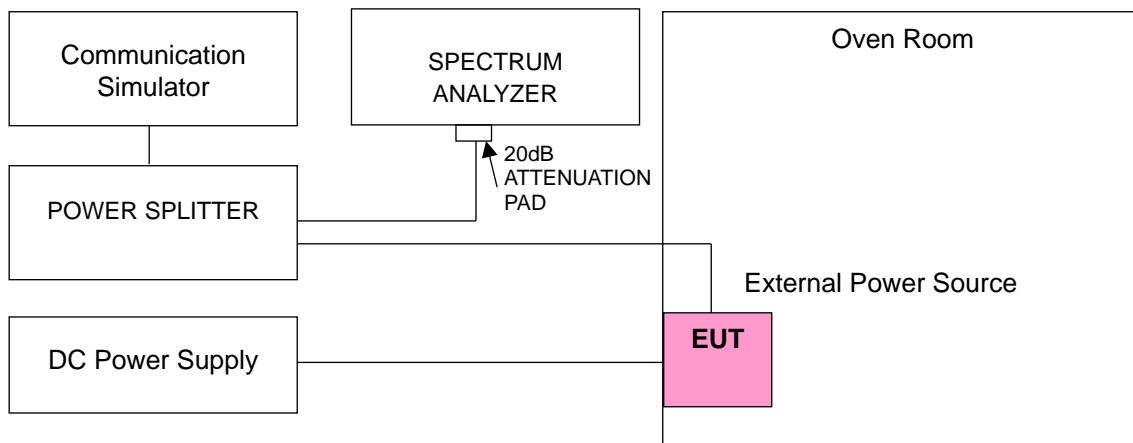 Communication
Simulator
SPECTRUM
ANALYZER
Oven Room
20dB
ATTENUATION
PAD
POWER SPLITTER
External Power Source
EUT
DC Power Supply